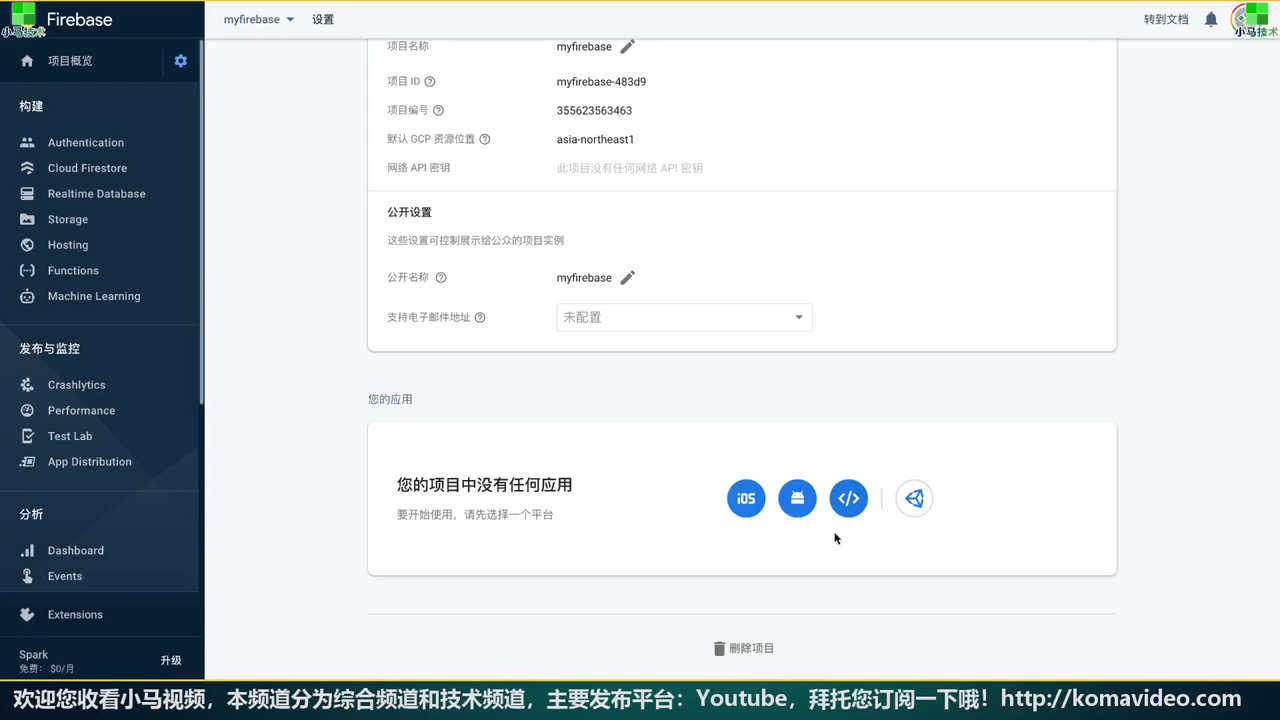 Firebase
小马技术
myfirebase
设置
转到文档
小马技术
项目概览
构建
Authentication
Cloud Firestore
Realtime Database
Storage
Hosting
Functions
Machine Learning
发布与监控
Crashlytics
Performance
Test Lab
App Distribution
分析
Dashboard
Events
Extensions
Spark
免费： $0/月
升级
项目名称
myfirebase
项目 ID
myfirebase-483d9
项目编号
355623563463
默认 GCP 资源位置
asia-northeast1
网络 API 密钥
此项目没有任何网络 API 密钥
公开设置
这些设置可控制展示给公众的项目实例
公开名称
myfirebase
支持电子邮件地址
未配置
您的应用
您的项目中没有任何应用
要开始使用，请先选择一个平台
iOS
删除项目
欢迎您收看小马视频，本频道分为综合频道和技术频道，主要发布平台：Youtube，拜托您订阅一下哦！http://komavideo.com